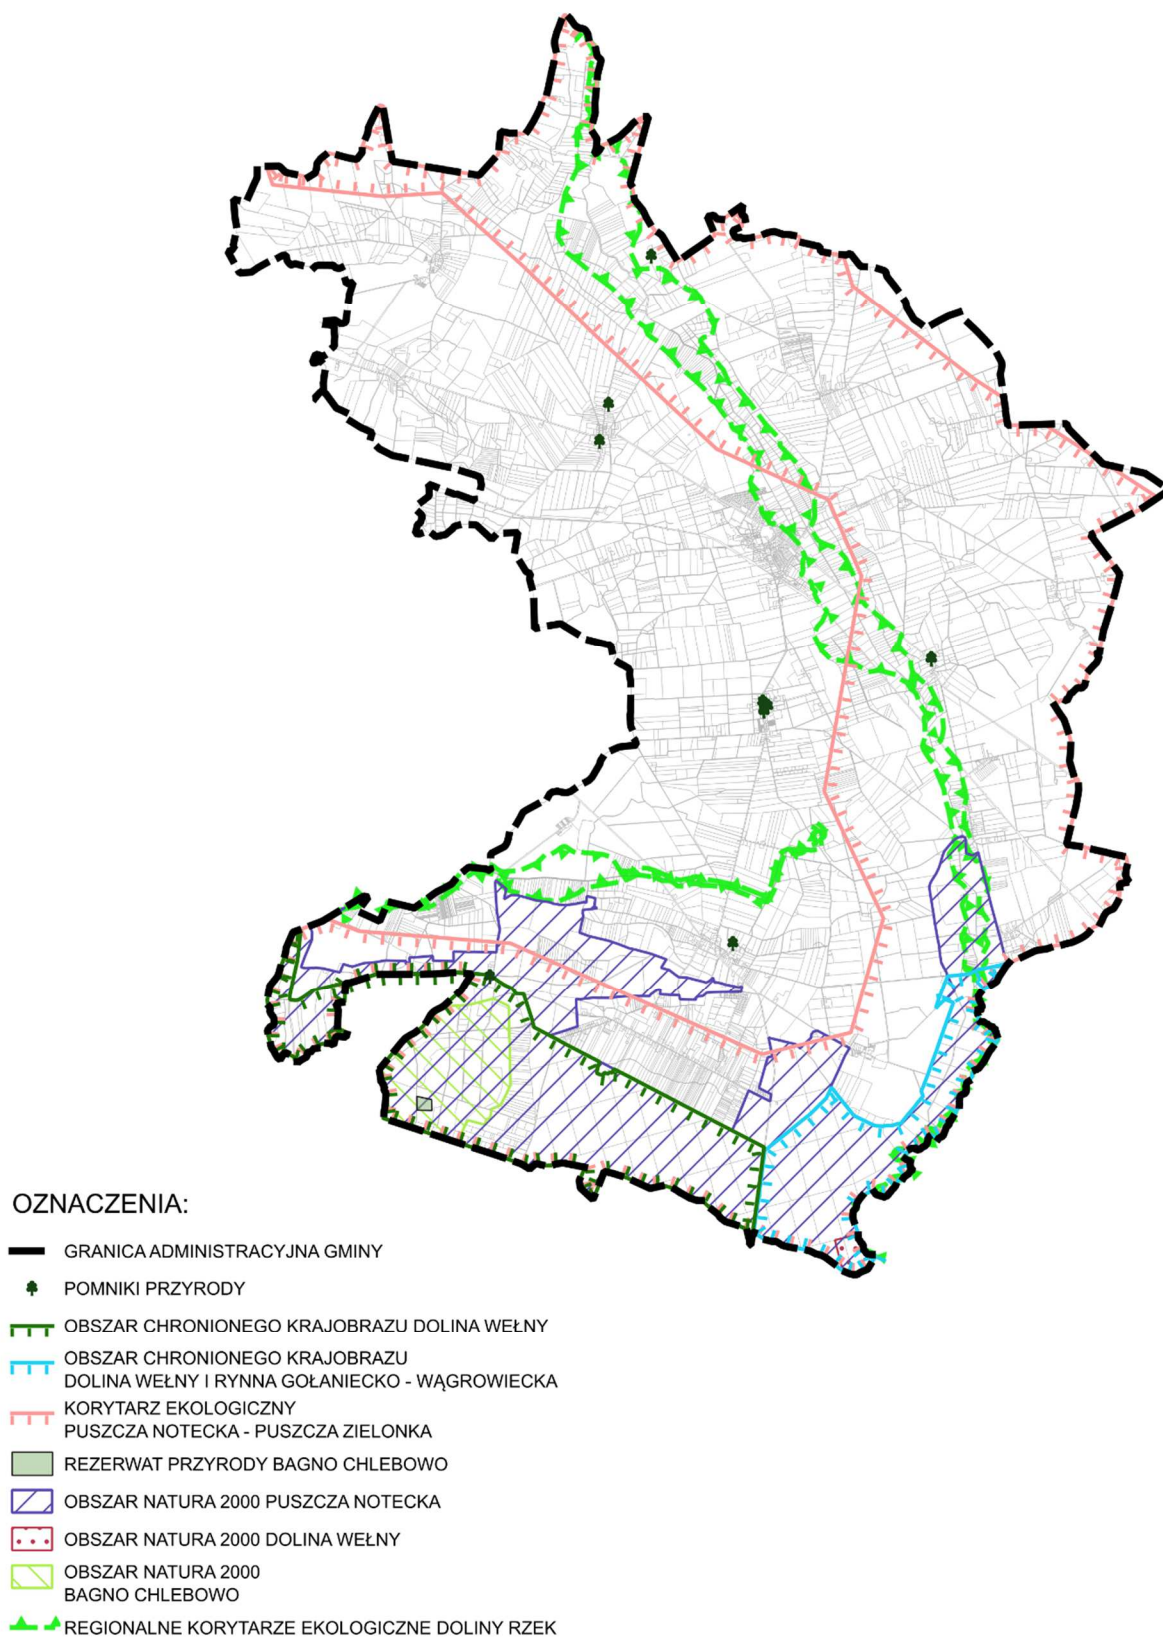 OZNACZENIA:
GRANICA ADMINISTRACYJNA GMINY
POMNIKI PRZYRODY
OBSZAR CHRONIONEGO KRAJOBRAZU DOLINA WEŁNY
OBSZAR CHRONIONEGO KRAJOBRAZU
DOLINA WEŁNY I RYNNA GOŁANIECKO - WĄGROWIECKA
KORYTARZ EKOLOGICZNY
PUSZCZA NOTECKA - PUSZCZA ZIELONKA
REZERWAT PRZYRODY BAGNO CHLEBOWO
OBSZAR NATURA 2000 PUSZCZA NOTECKA
OBSZAR NATURA 2000 DOLINA WEŁNY
OBSZAR NATURA 2000
BAGNO CHLEBOWO
REGIONALNE KORYTARZE EKOLOGICZNE DOLINY RZEK